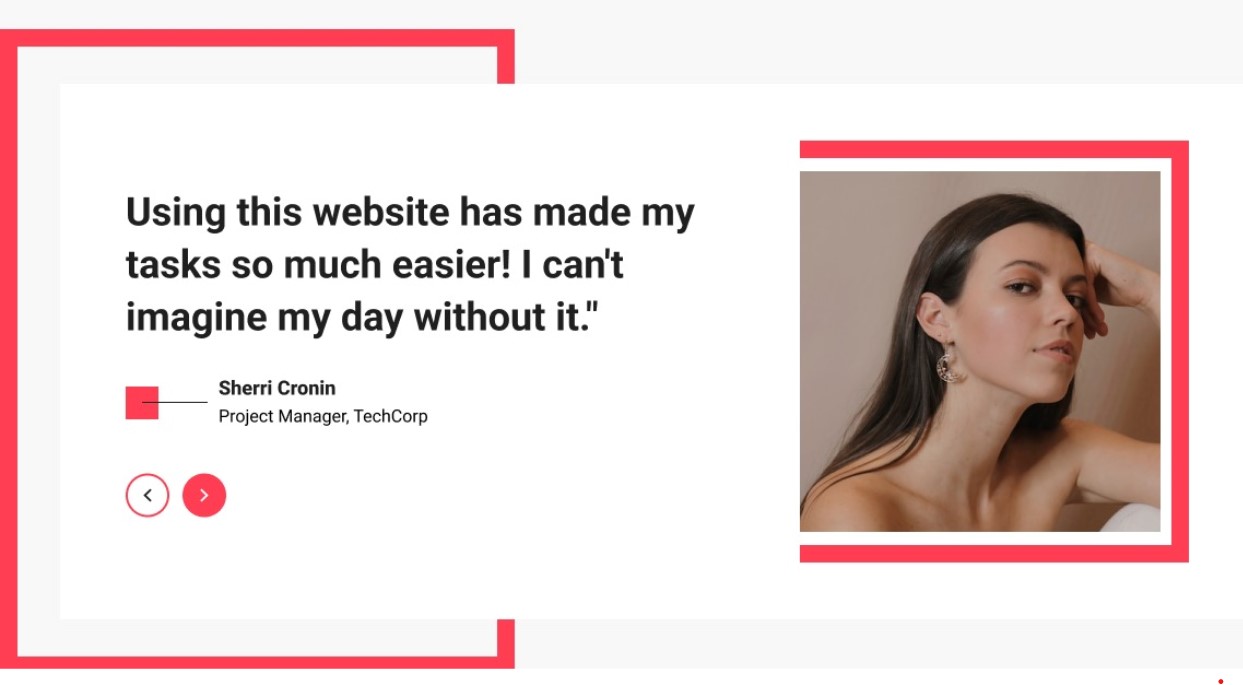 Using this website has made my
tasks so much easier! I can't
imagine my day without it."
Sherri Cronin
Project Manager, TechCorp